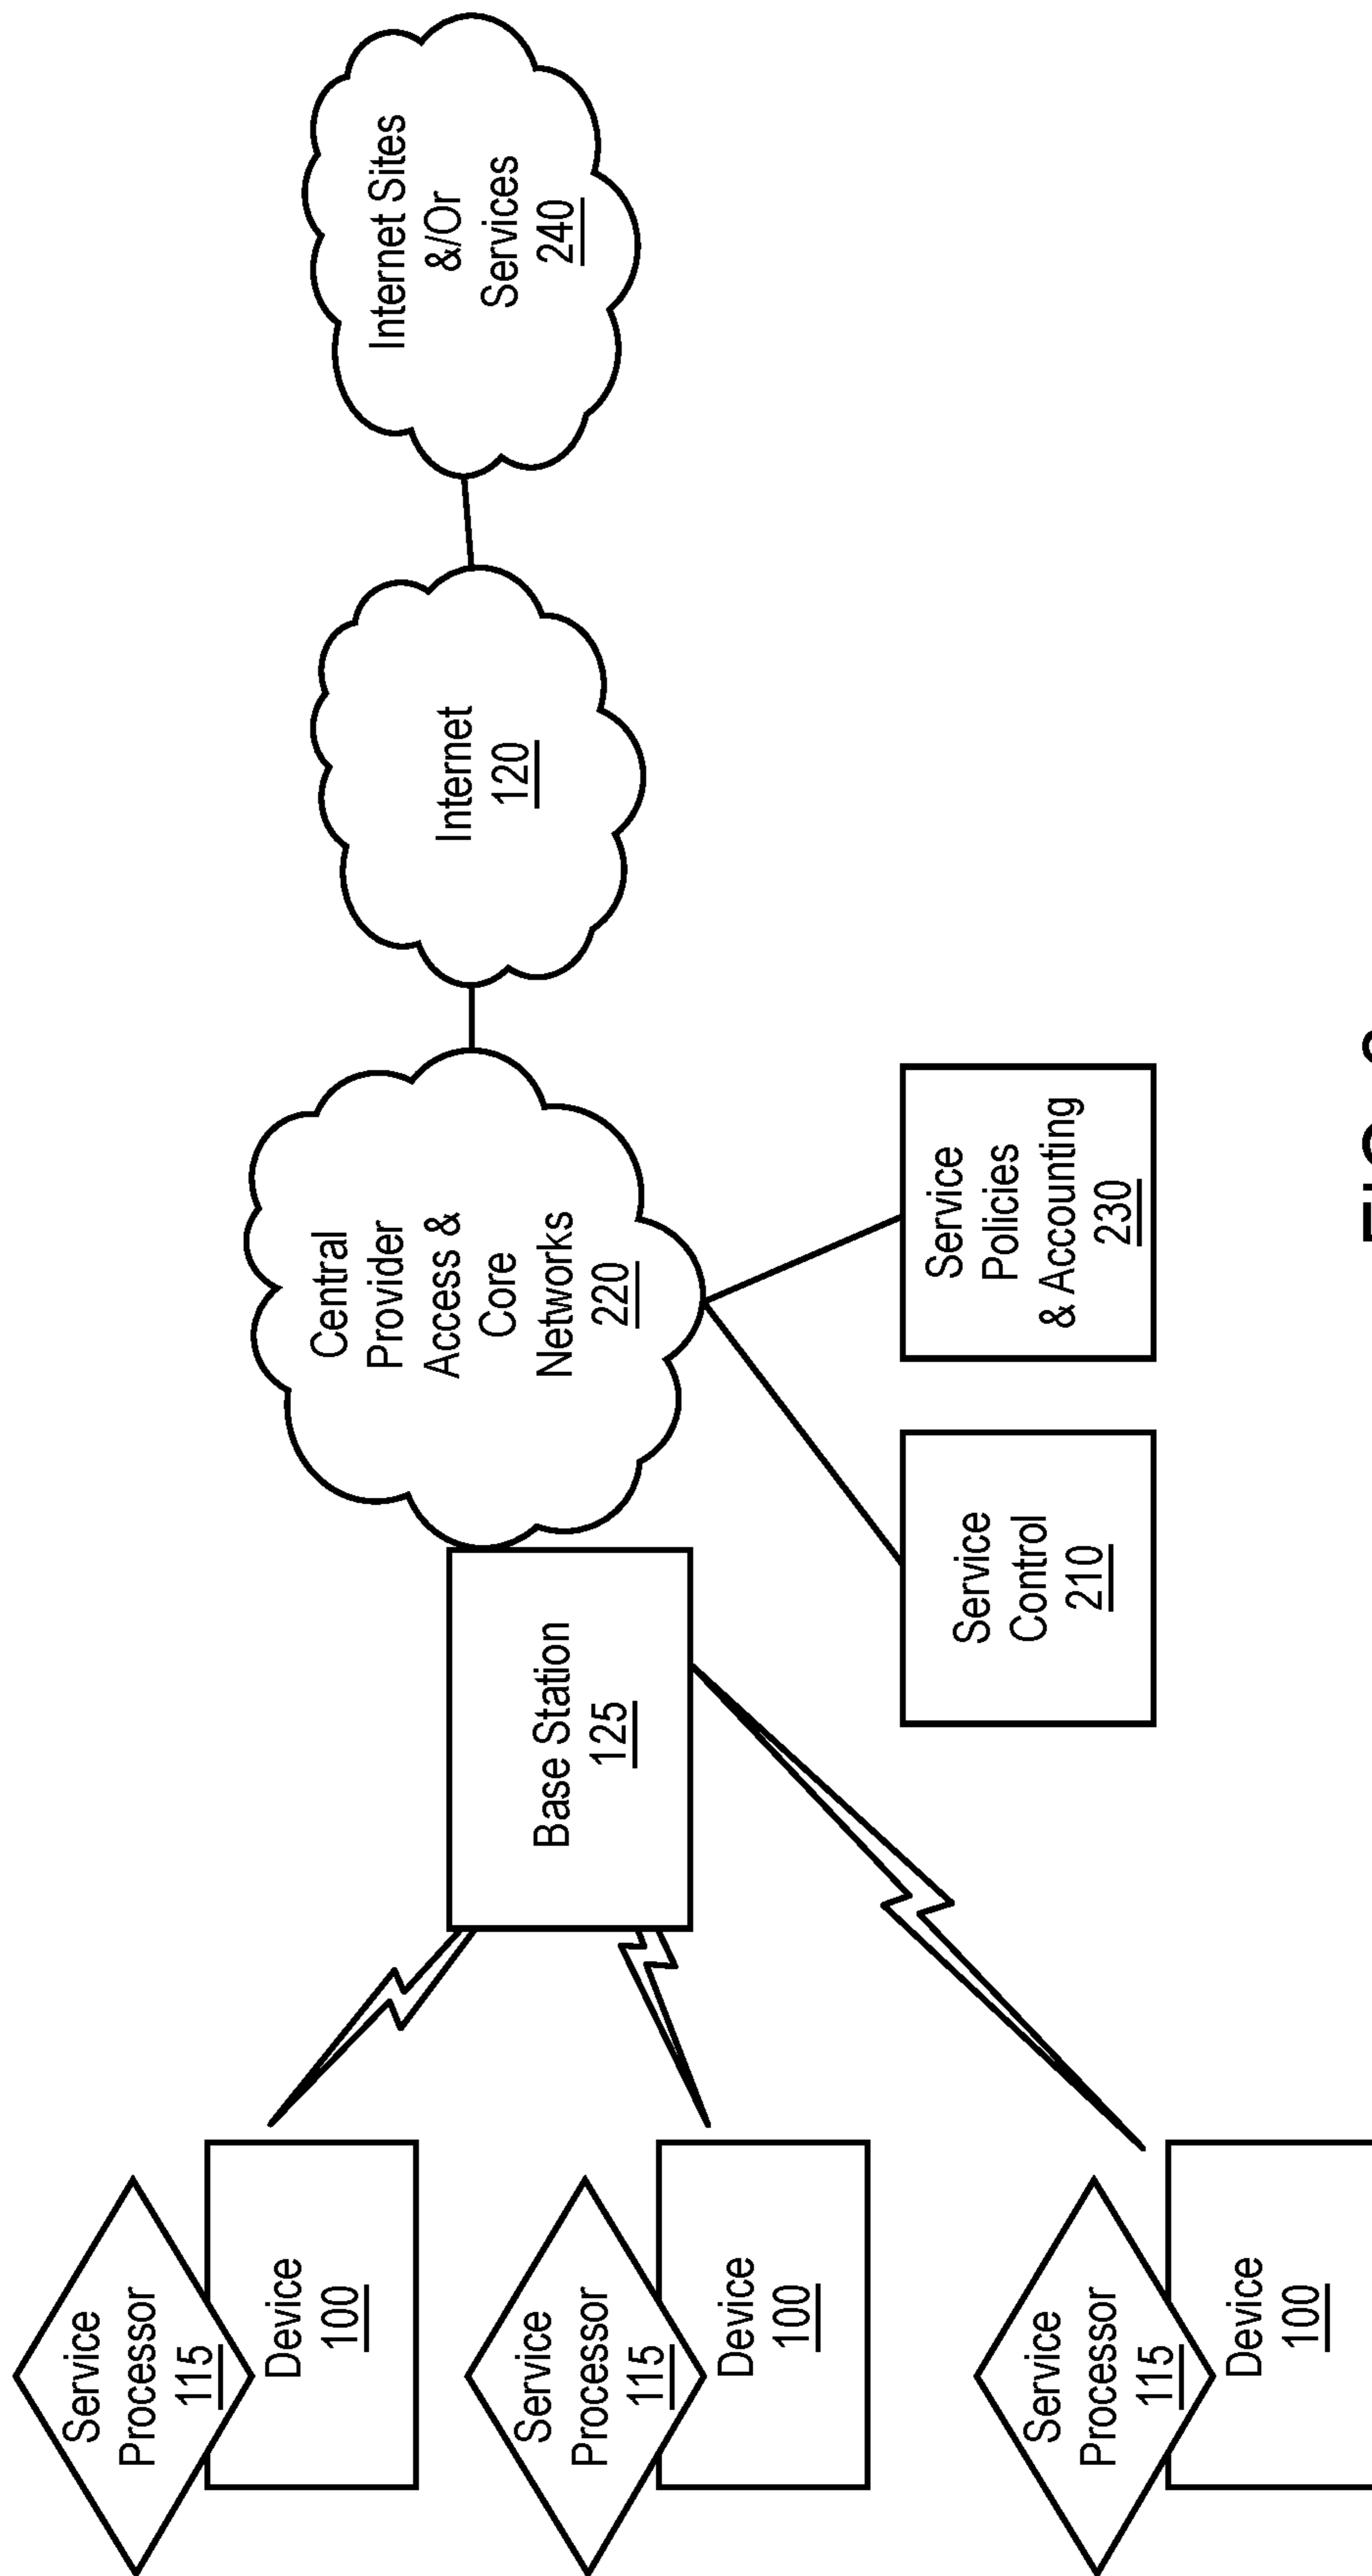 Service
Processor
115
Device
100
Service
Processor
115
Device
100
Service
Processor
115
Device
100
Base Station
125
Central
Provider
Access &
Core
Networks
220
Service
Control
210
Service
Policies
& Accounting
230
Internet
120
Internet Sites
&/Or
Services
240